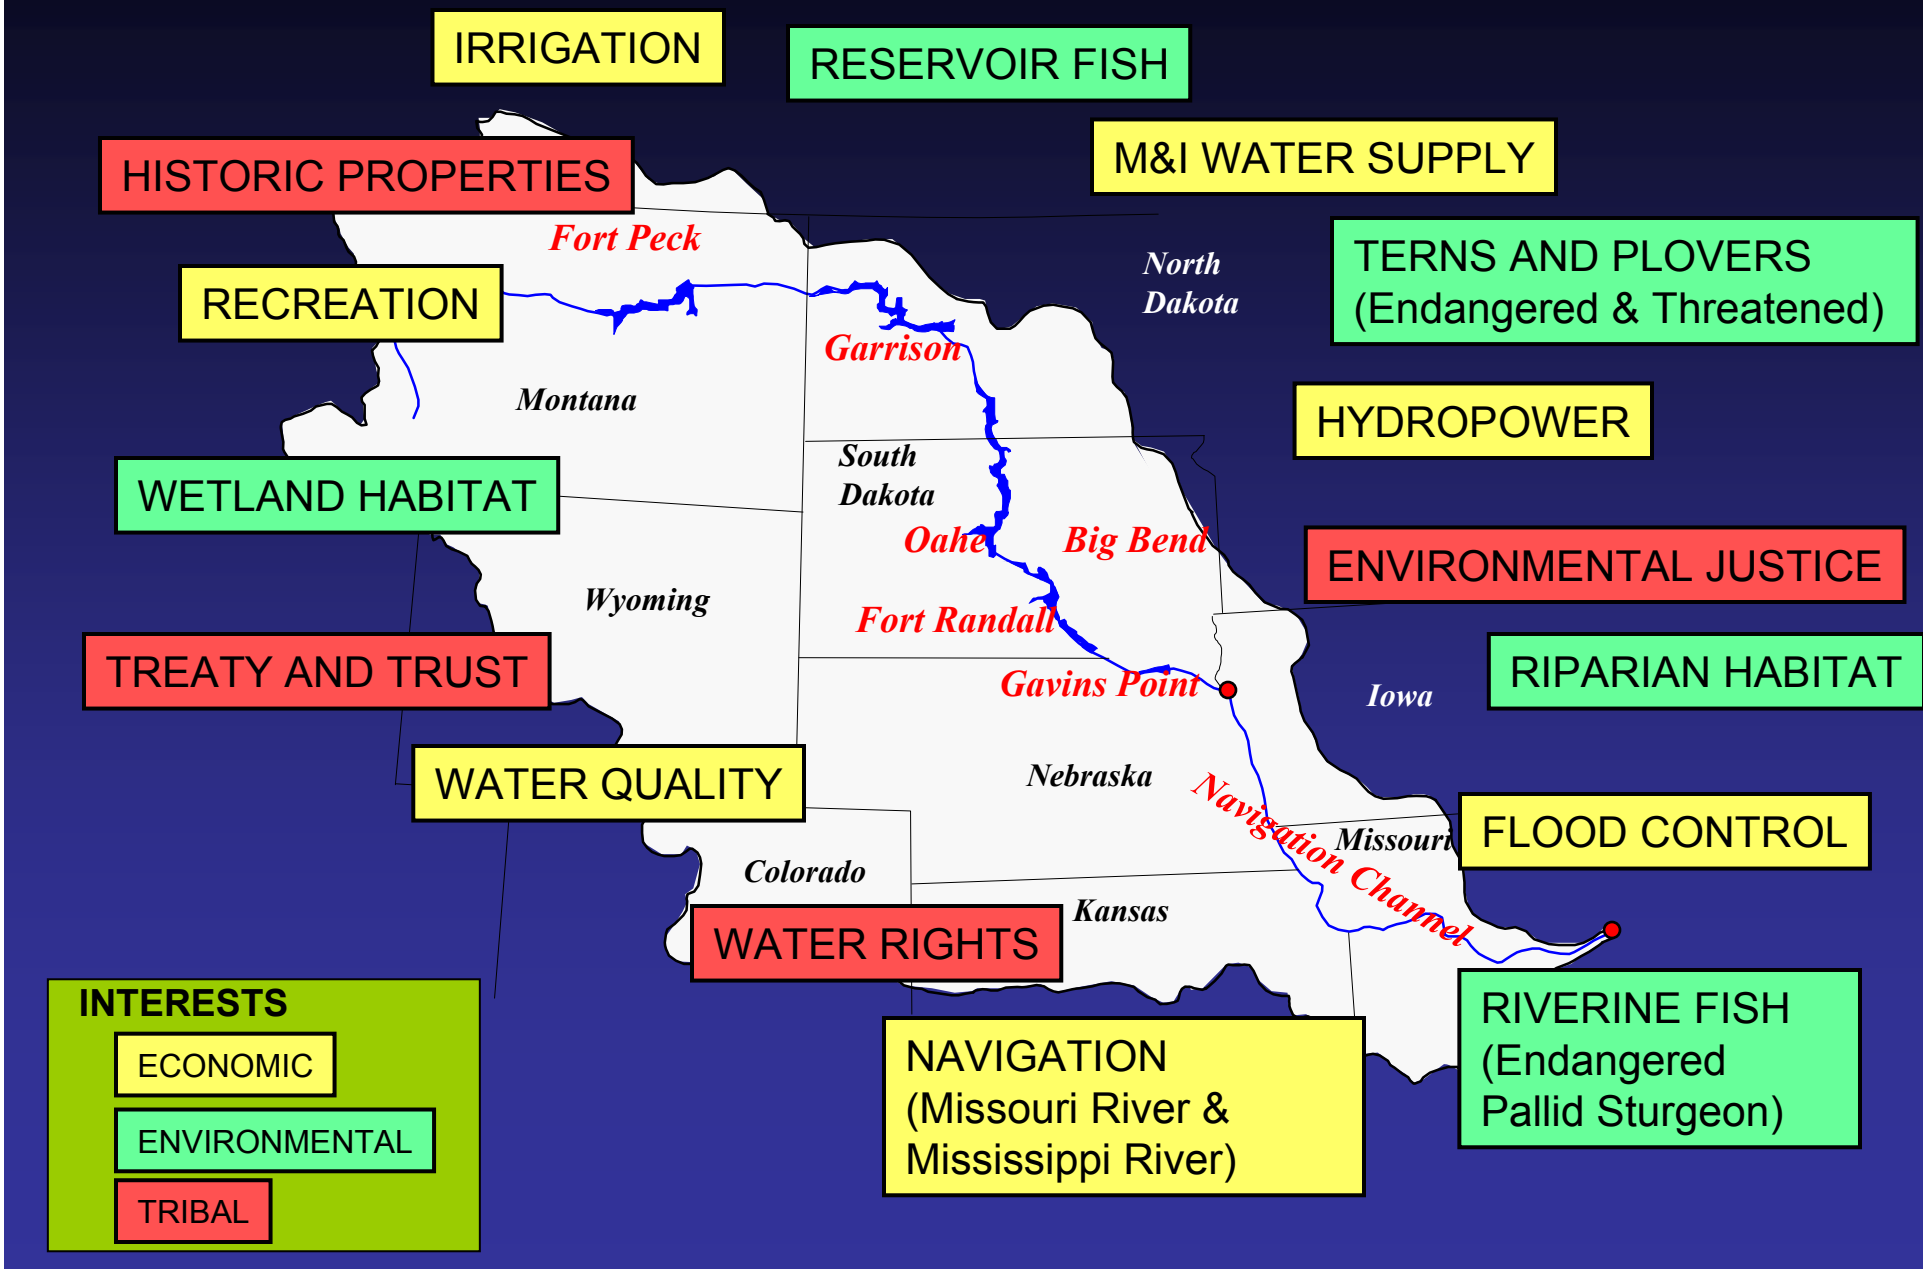 IRRIGATION
RESERVOIR FISH
M&I WATER SUPPLY
HISTORIC PROPERTIES
Fort Peck
TERNS AND PLOVERS
(Endangered & Threatened)
North
Dakota
RECREATION
Garrison
Montana
HYDROPOWER
South
Dakota
WETLAND HABITAT
Oahe
Big Bend
ENVIRONMENTAL JUSTICE
Wyoming
Fort Randall
TREATY AND TRUST
Gavins Point
Iowa
RIPARIAN HABITAT
WATER QUALITY
Nebraska
Navigation Channel
Missouri
FLOOD CONTROL
Colorado
Kansas
WATER RIGHTS
INTERESTS
ECONOMIC
ENVIRONMENTAL
TRIBAL
NAVIGATION
(Missouri River &
Mississippi River)
RIVERINE FISH
(Endangered
Pallid Sturgeon)